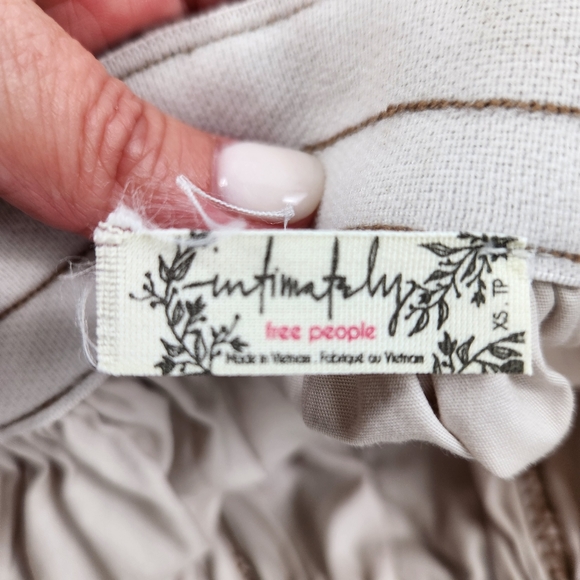 intimately
free people
Made in Vietnam . Fabriqué au Vietnam
XS . TP